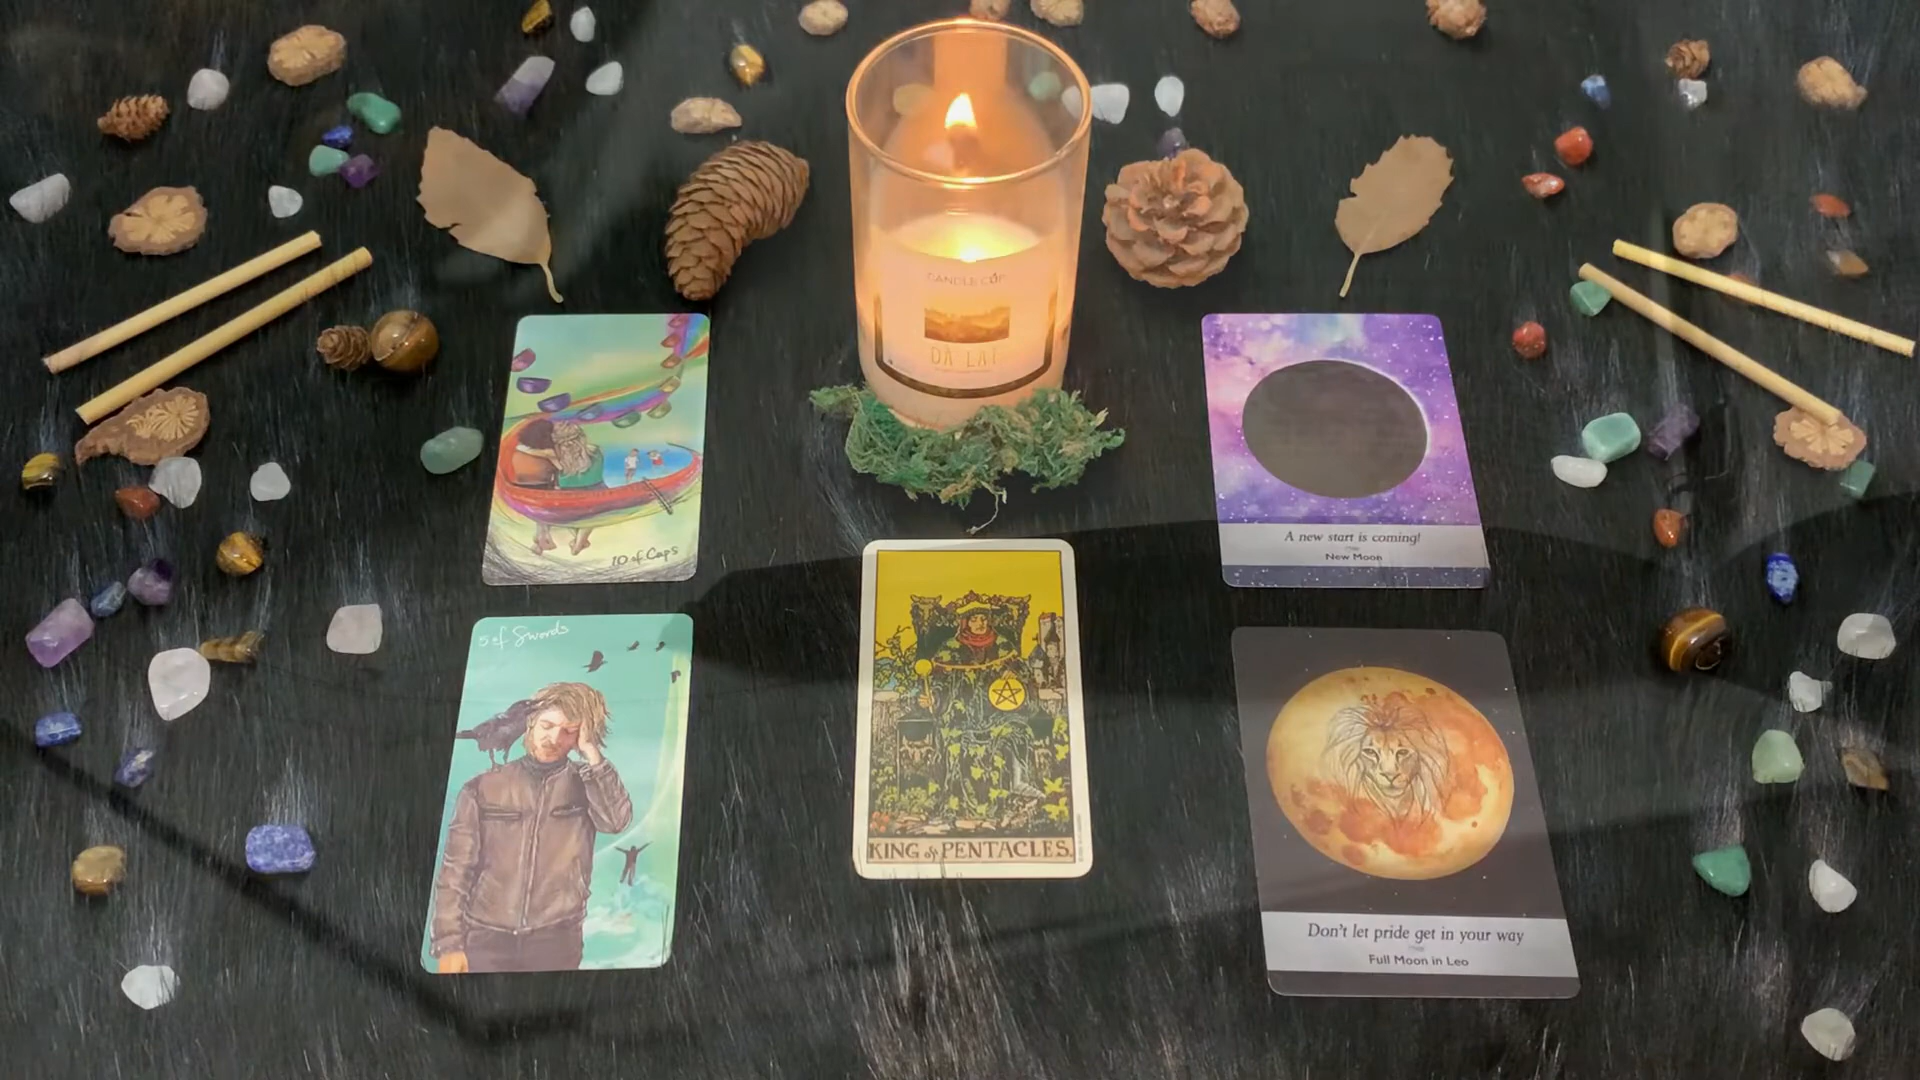 CANDLE CUP
ĐÀ LẠT
10 of Cups
A new start is coming!
New Moon
5 of Swords
KING of PENTACLES.
Don't let pride get in your way
Full Moon in Leo